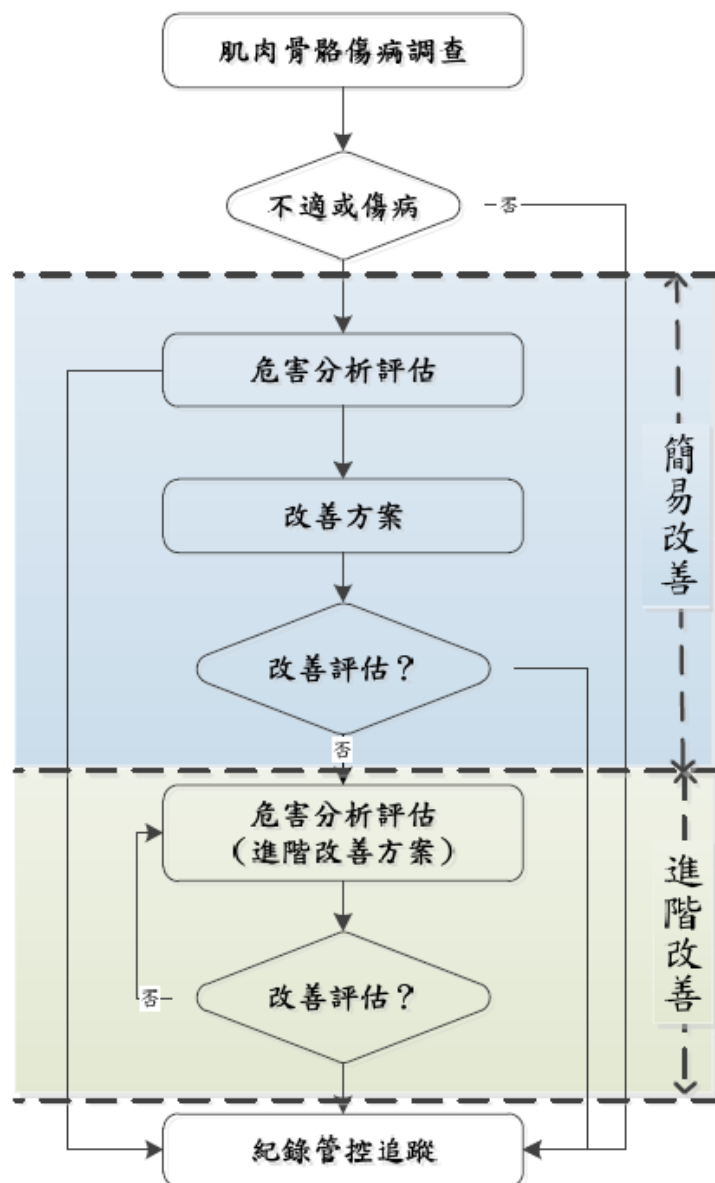 肌肉骨骼傷病調查
不適或傷病
否
危害分析評估
改善方案
簡易改善
改善評估？
否
危害分析評估
（進階改善方案）
進階改善
改善評估？
否
紀錄管控追蹤